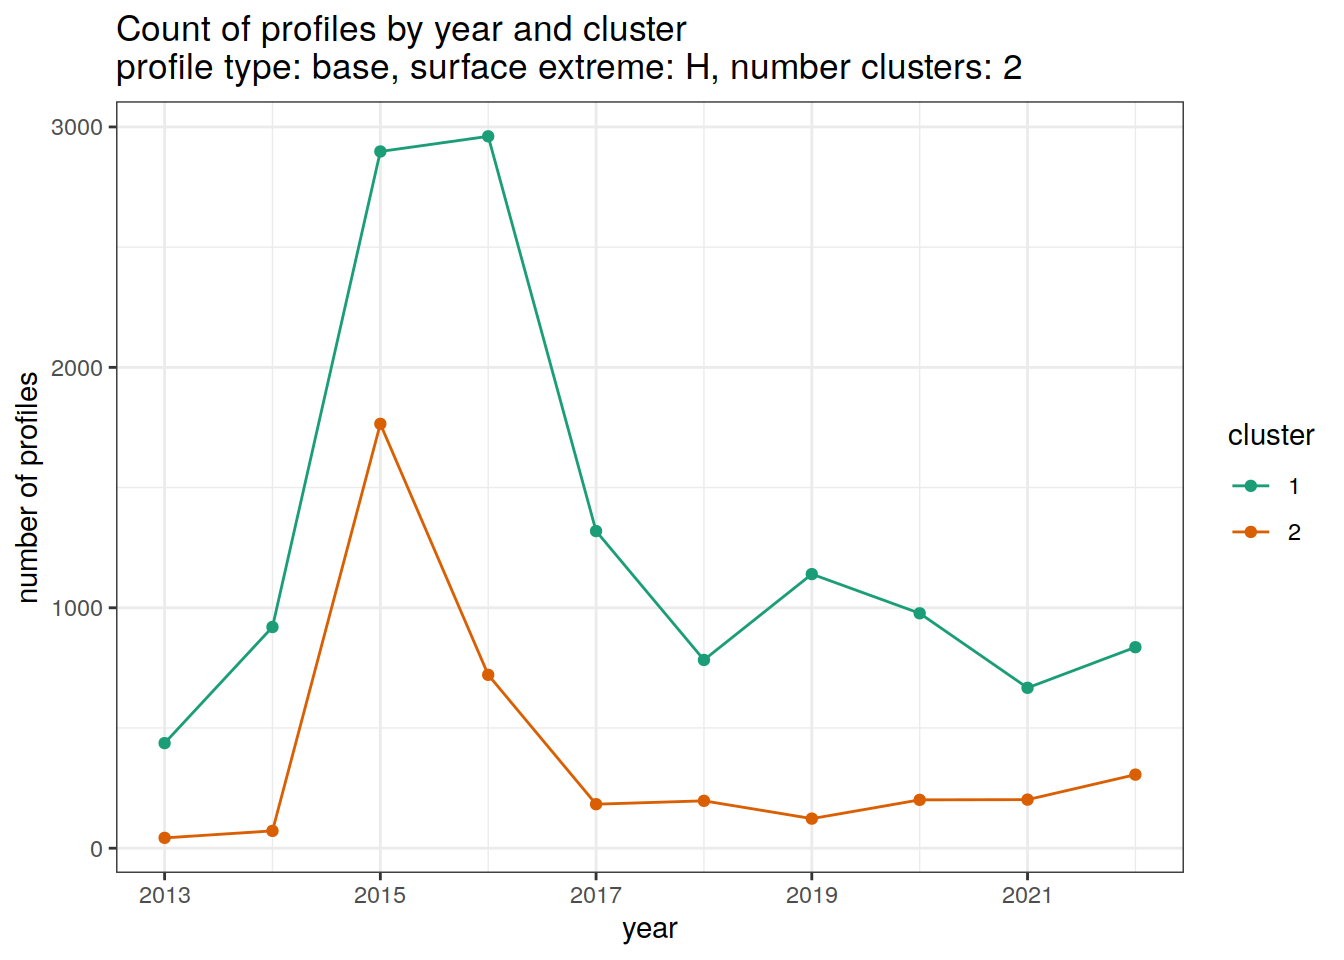 Count of profiles by year and cluster
profile type: base, surface extreme: H, number clusters: 2
3000
2000
1000
0
number of profiles
2013 2015 2017 2019 2021
year
cluster
1
2